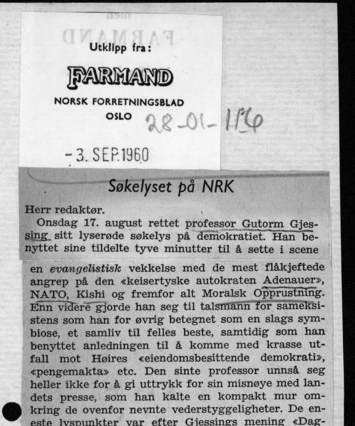 Utklipp fra:
FARMAND
NORSK FORRETNINGSBLAD
OSLO
28-01-
- 3. SEP. 1960
Søkelyset på NRK
Herr redaktør.
Onsdag 17. august rettet professor Gutorm Gjes-
sing sitt lyserøde søkelys på demokratiet. Han be-
nyttet sine tildelte tyve minutter til å sette i scene
en evangelistisk vekkelse med de mest flåkjeftede
angrep på den «keisertyske autokraten Adenauer»,
NATO, Kishi og fremfor alt Moralsk Opprustning.
Enn videre gjorde han seg til talsmann for sameksi-
stens som han for øvrig betegnet som en slags sym-
biose, et samliv til felles beste, samtidig som han
benyttet anledningen til å komme med krasse ut-
fall mot Høires «eiendomsbesittende demokrati»,
«pengemakta» etc. Den sinte professor unnså seg
heller ikke for å gi uttrykk for sin misnøye med lan-
dets presse, som han kalte en kompakt mur om-
kring de ovenfor nevnte vederstyggeligheter. De en-
este lyspunkter var efter Gjessings mening «Dag-